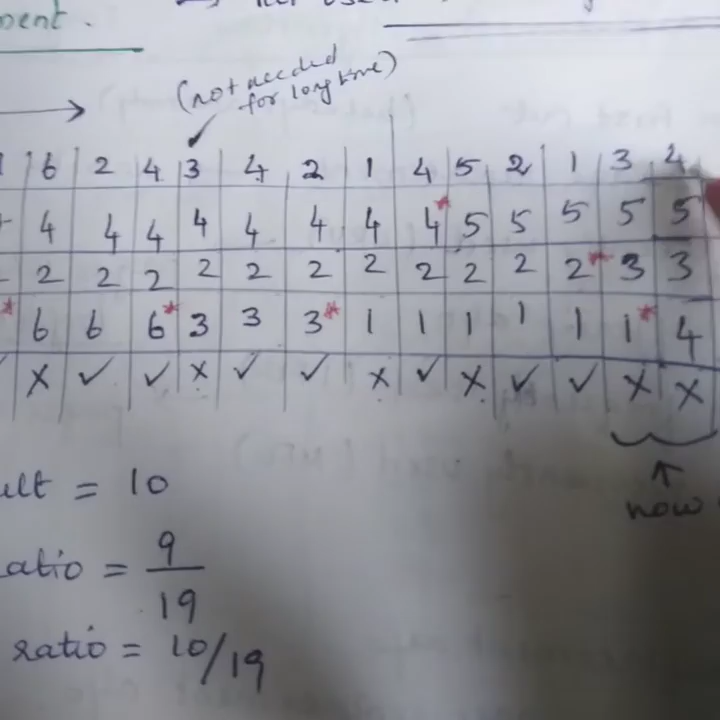 ment.
(not needed
for long time)
6 2 4 3 4 2 1 4 5 2 1 3 4
4 4 4 4 4 4 4 4* 5 5 5 5 5
2 2 2 2 2 2 2 2 2 2 2* 3 3
* 6 6 6* 3 3 3* 1 1 1 1 1 1* 4
x ✓ ✓ x ✓ ✓ x ✓ x ✓ ✓ x x
ult = 10
↑
now
atio = 9
19
ratio = 10/19